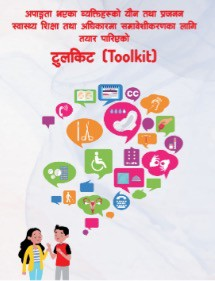 अपाङ्गता भएका व्यक्तिहरूको यौन तथा प्रजनन
स्वास्थ्य शिक्षा तथा अधिकारमा समावेशीकरणका लागि
तयार पारिएको
टुलकिट (Toolkit)